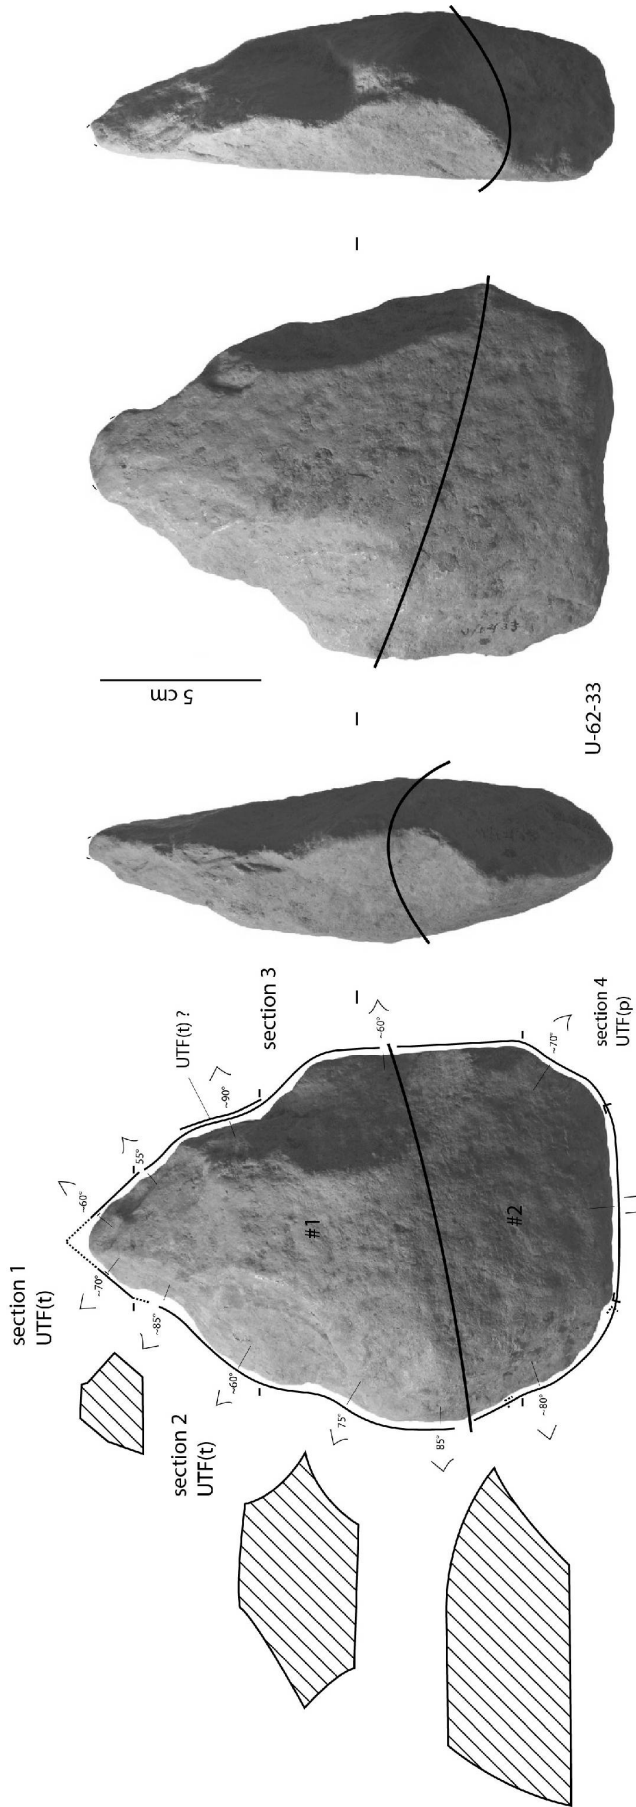 section 1
UTF(t)
section 2
UTF(t)
UTF(t) ?
section 3
section 4
UTF(p)
~60°
~70°
55°
~85°
~90°
~60°
75°
85°
~60°
~80°
~70°
#1
#2
5 cm
U-62-33